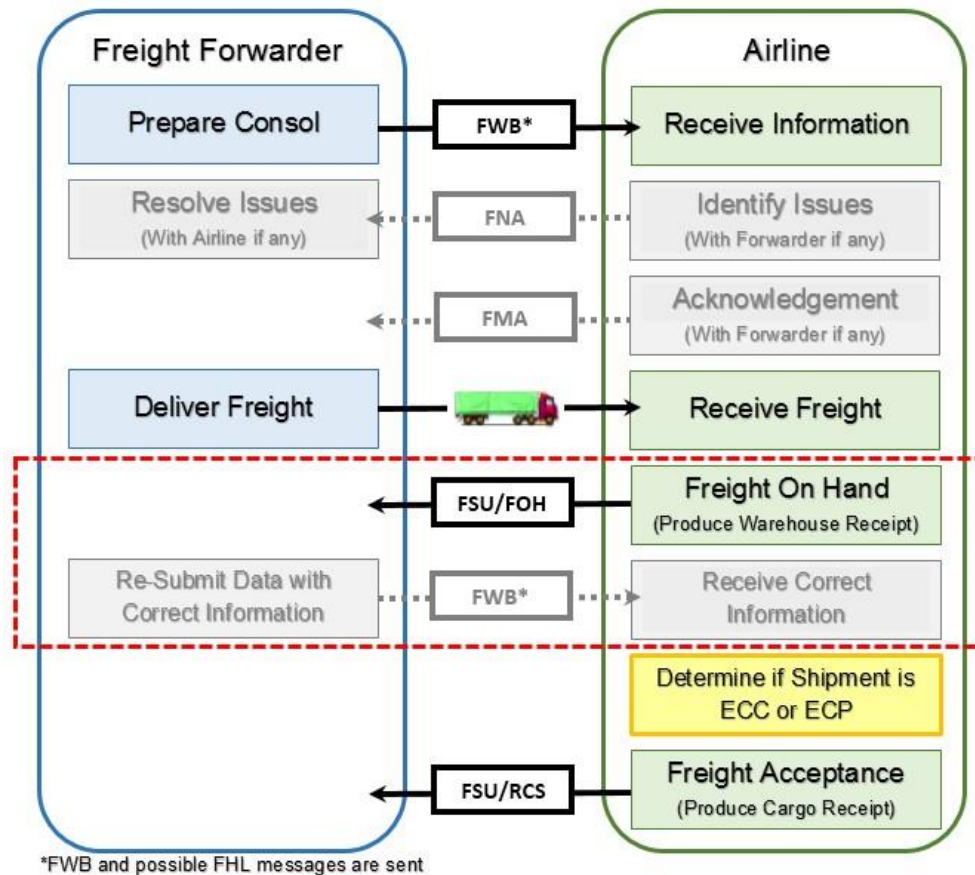 Freight Forwarder
Airline
Prepare Consol
FWB*
Receive Information
Resolve Issues
(With Airline if any)
FNA
Identify Issues
(With Forwarder if any)
FMA
Acknowledgement
(With Forwarder if any)
Deliver Freight
Receive Freight
FSU/FOH
Freight On Hand
(Produce Warehouse Receipt)
Re-Submit Data with
Correct Information
FWB*
Receive Correct
Information
Determine if Shipment is
ECC or ECP
FSU/RCS
Freight Acceptance
(Produce Cargo Receipt)
*FWB and possible FHL messages are sent